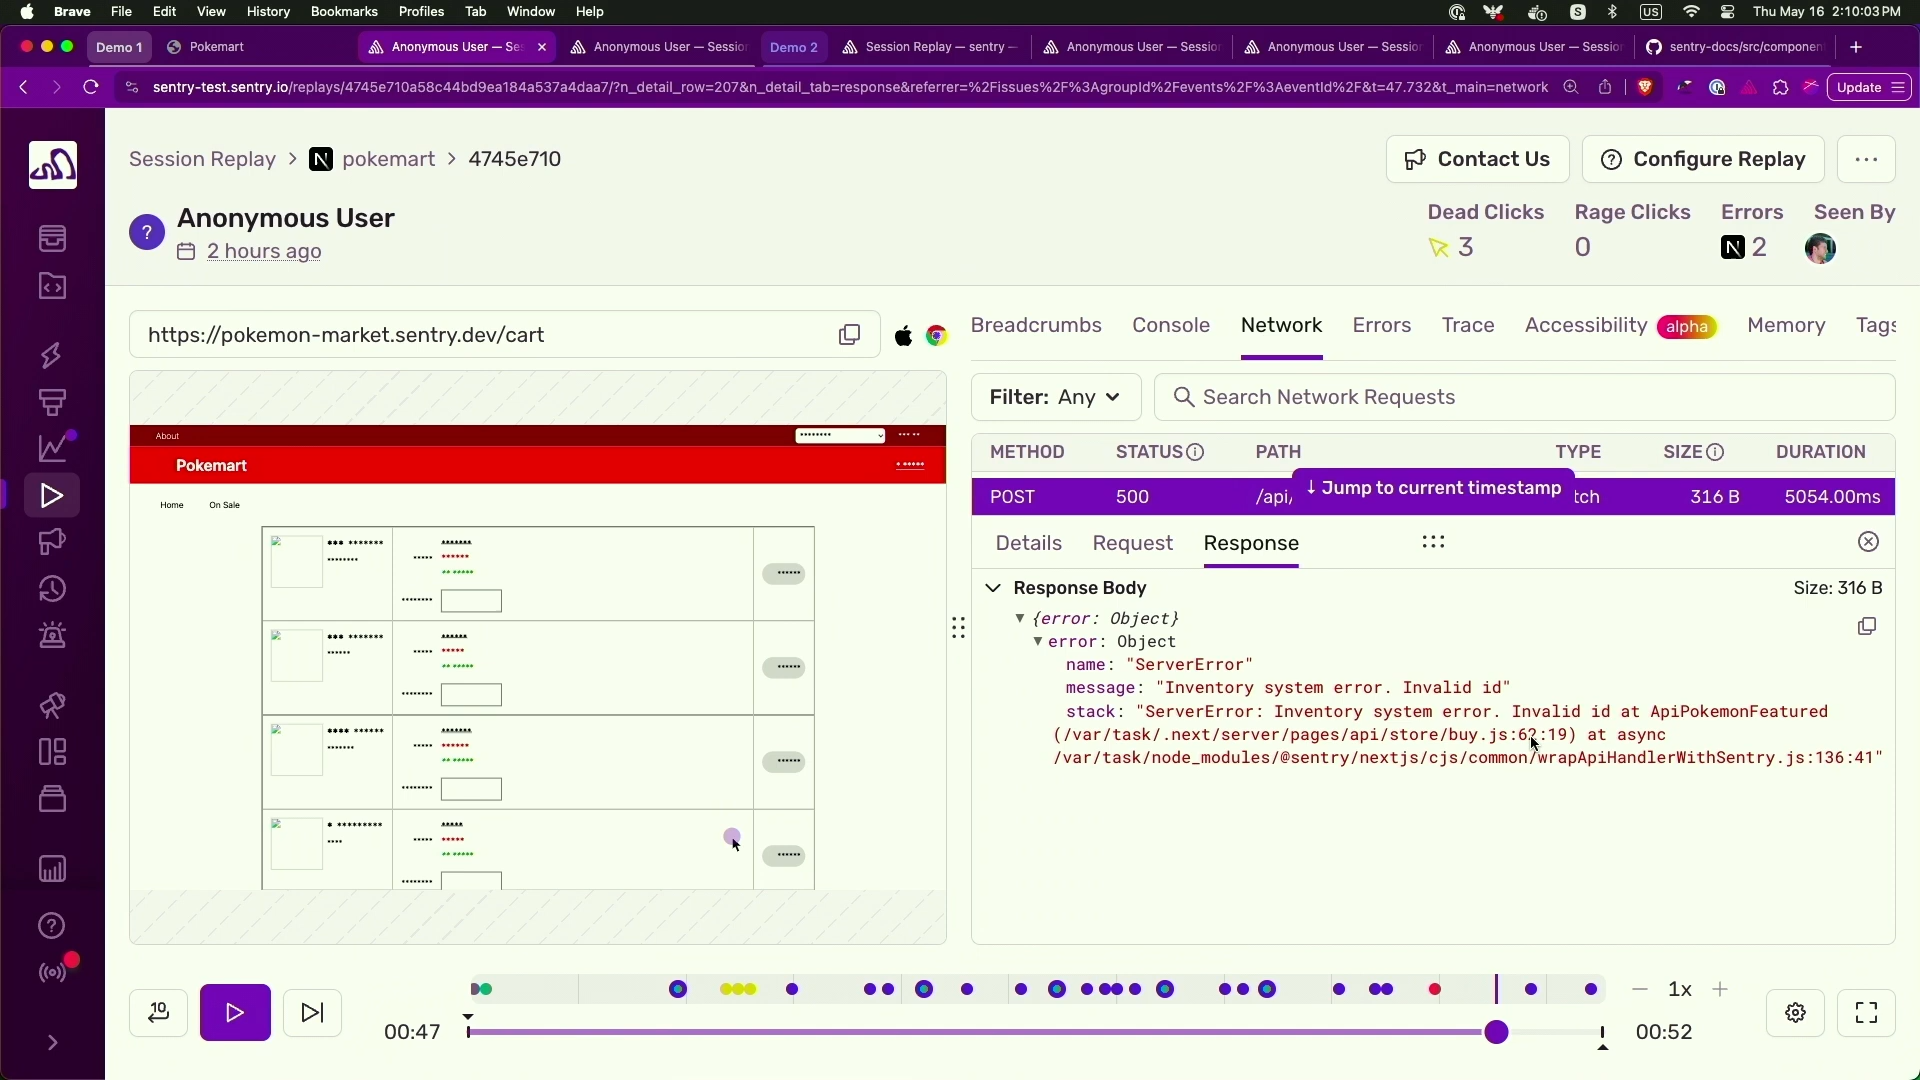 Brave File Edit View History Bookmarks Profiles Tab Window Help US Thu May 16 2:10:03 PM
Demo 1 Pokemart Anonymous User — Se Anonymous User — Session Demo 2 Session Replay — sentry — Anonymous User — Session Anonymous User — Session Anonymous User — Session sentry-docs/src/componen
sentry-test.sentry.io/replays/4745e710a58c44bd9ea184a537a4daa7/?n_detail_row=207&n_detail_tab=response&referrer=%2Fissues%2F%3AgroupId%2Fevents%2F%3AeventId%2F&t=47.732&t_main=network Update
Session Replay > pokemart > 4745e710
Contact Us Configure Replay
Anonymous User
2 hours ago
Dead Clicks Rage Clicks Errors Seen By
3 0 N 2
https://pokemon-market.sentry.dev/cart
Breadcrumbs Console Network Errors Trace Accessibility alpha Memory Tags
Filter: Any Search Network Requests
METHOD STATUS PATH TYPE SIZE DURATION
POST 500 /api/ tch 316 B 5054.00ms
↓ Jump to current timestamp
Details Request Response
Response Body Size: 316 B
{error: Object}
error: Object
name: "ServerError"
message: "Inventory system error. Invalid id"
stack: "ServerError: Inventory system error. Invalid id at ApiPokemonFeatured
(/var/task/.next/server/pages/api/store/buy.js:62:19) at async
/var/task/node_modules/@sentry/nextjs/cjs/common/wrapApiHandlerWithSentry.js:136:41"
About
Pokemart
Home On Sale
10
1x
00:47 00:52